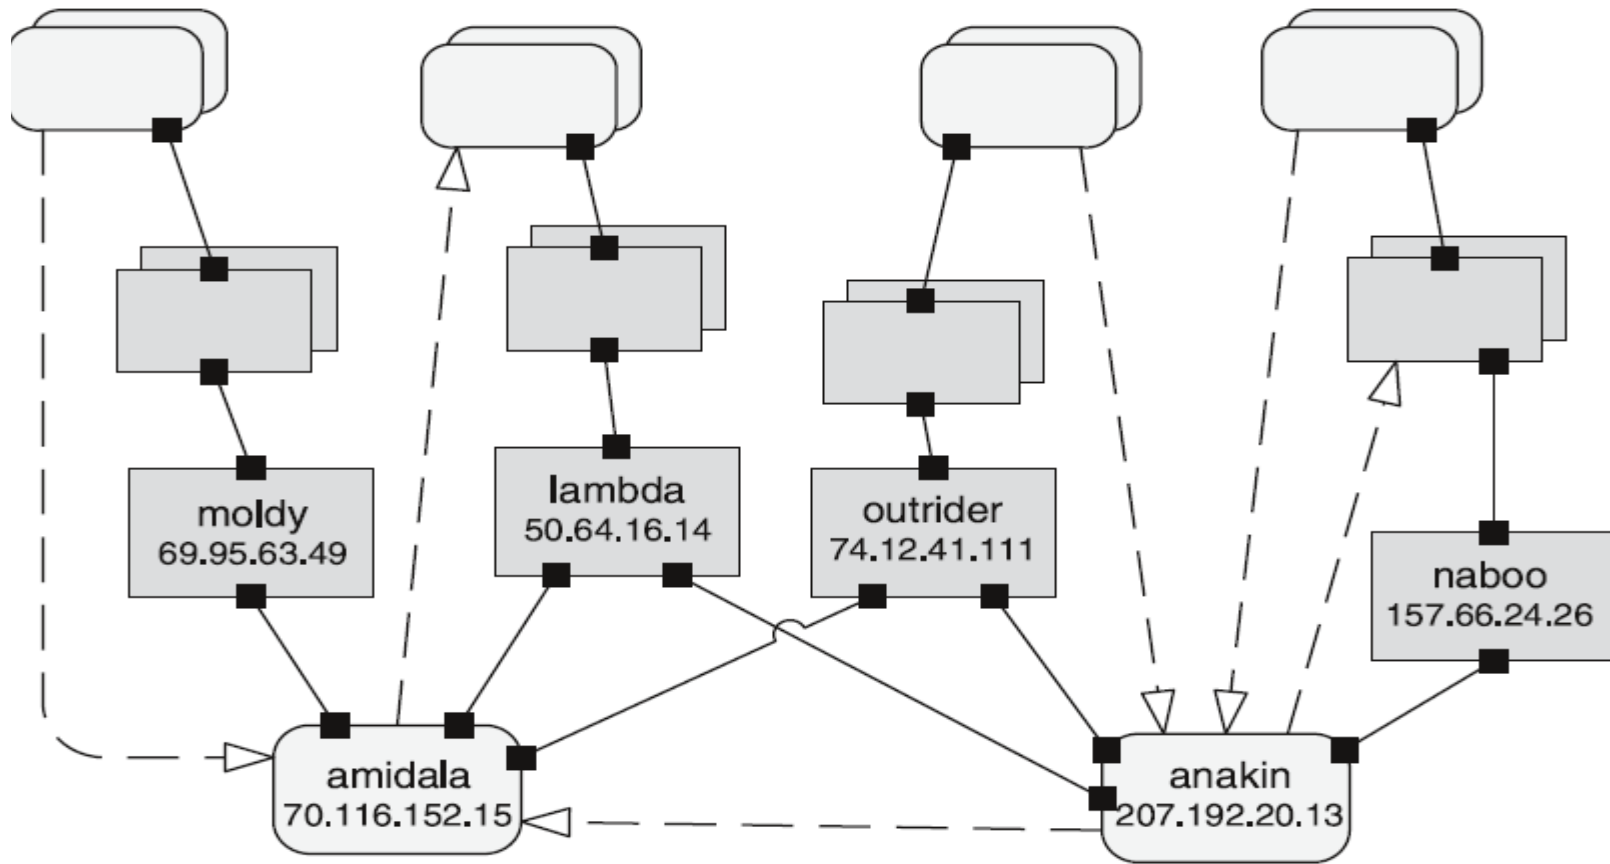 moldy
69.95.63.49
lambda
50.64.16.14
outrider
74.12.41.111
naboo
157.66.24.26
amidala
70.116.152.15
anakin
207.192.20.13